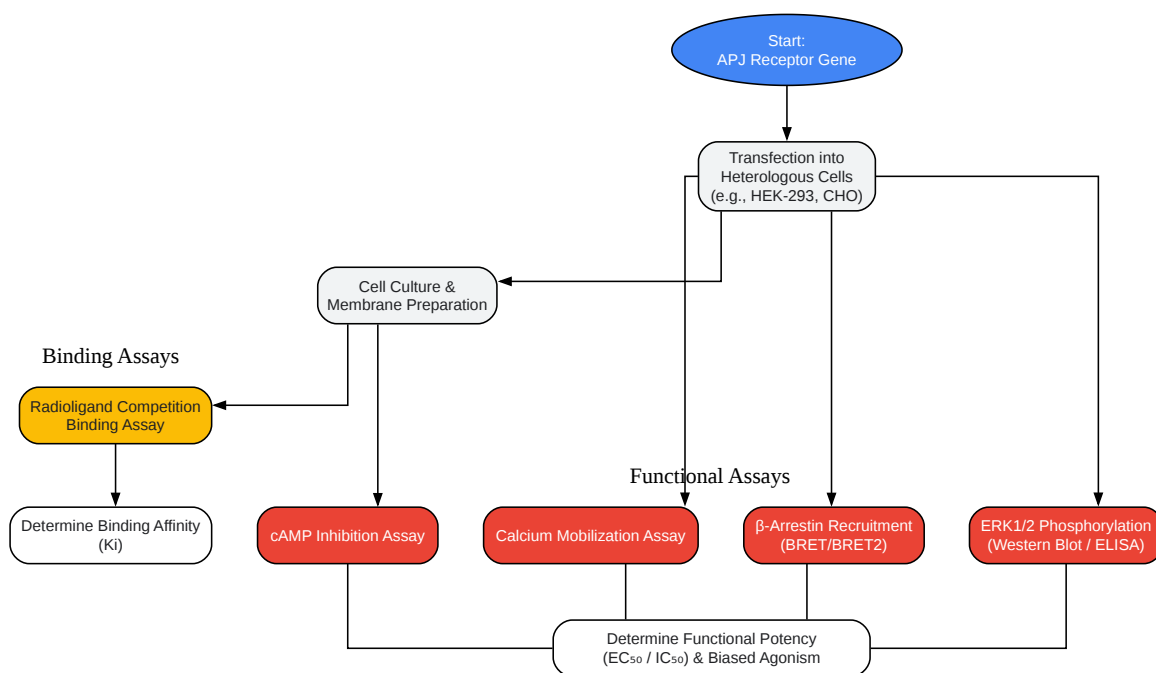 Start:
APJ Receptor Gene
Transfection into
Heterologous Cells
(e.g., HEK-293, CHO)
Cell Culture &
Membrane Preparation
Binding Assays
Radioligand Competition
Binding Assay
Functional Assays
Determine Binding Affinity
(Ki)
cAMP Inhibition Assay
Calcium Mobilization Assay
β-Arrestin Recruitment
(BRET/BRET2)
ERK1/2 Phosphorylation
(Western Blot / ELISA)
Determine Functional Potency
(EC₅₀ / IC₅₀) & Biased Agonism